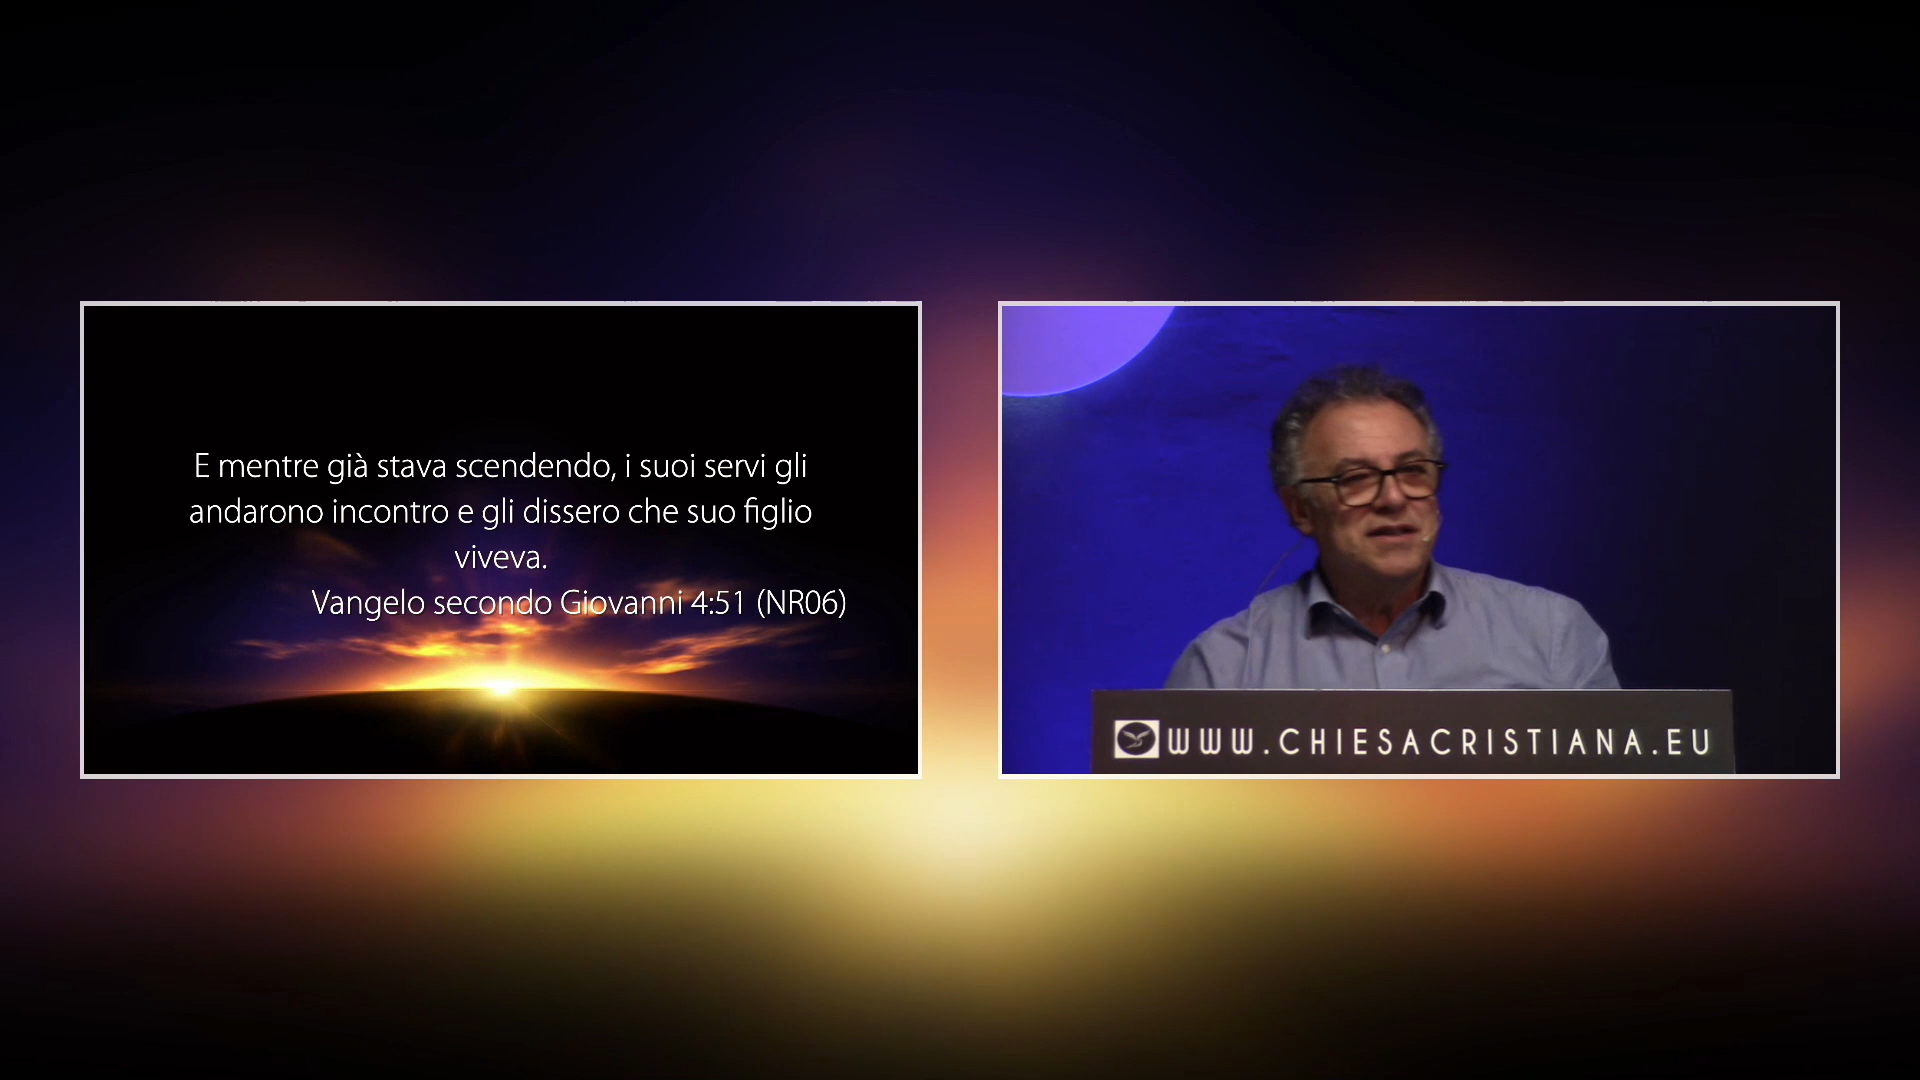 E mentre già stava scendendo, i suoi servi gli
andarono incontro e gli dissero che suo figlio
viveva.
Vangelo secondo Giovanni 4:51 (NR06)
WWW.CHIESACRISTIANA.EU